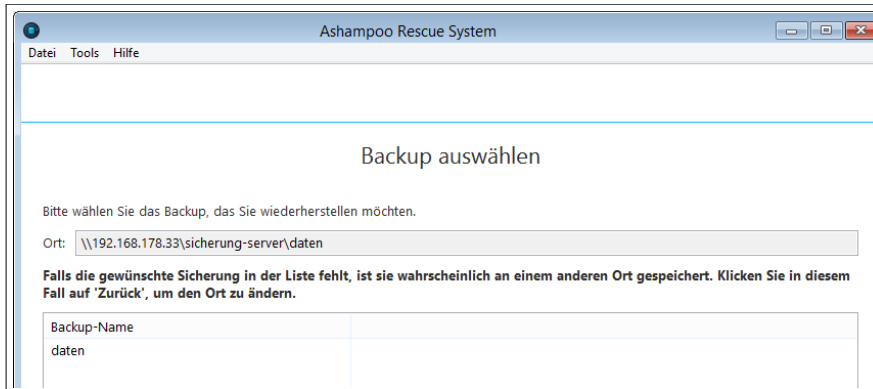 Ashampoo Rescue System
Datei Tools Hilfe
Backup auswählen
Bitte wählen Sie das Backup, das Sie wiederherstellen möchten.
Ort: \\192.168.178.33\sicherung-server\daten
Falls die gewünschte Sicherung in der Liste fehlt, ist sie wahrscheinlich an einem anderen Ort gespeichert. Klicken Sie in diesem
Fall auf 'Zurück', um den Ort zu ändern.
Backup-Name
daten